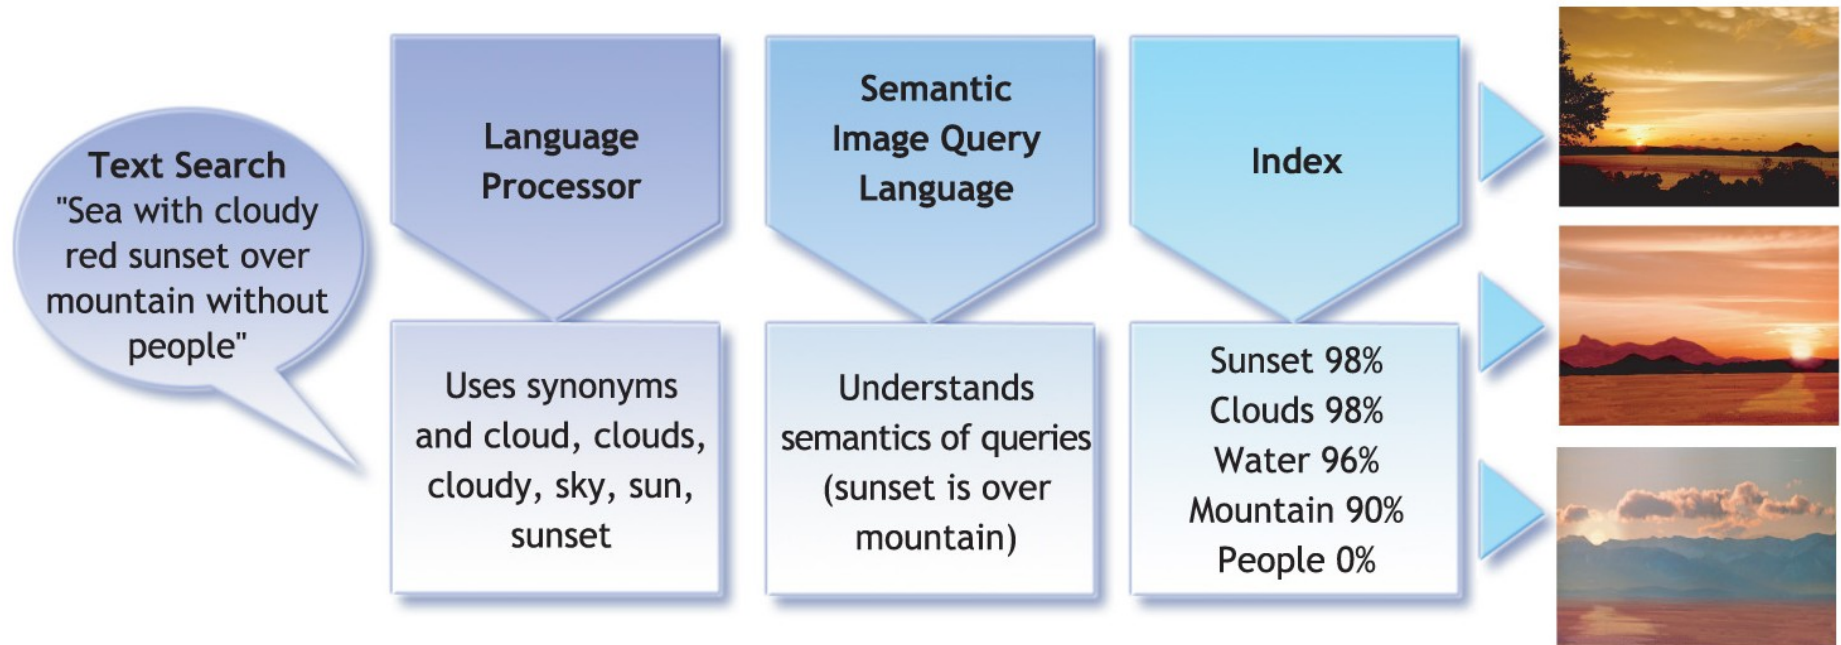 Text Search
"Sea with cloudy
red sunset over
mountain without
people"
Language
Processor
Uses synonyms
and cloud, clouds,
cloudy, sky, sun,
sunset
Semantic
Image Query
Language
Understands
semantics of queries
(sunset is over
mountain)
Index
Sunset 98%
Clouds 98%
Water 96%
Mountain 90%
People 0%